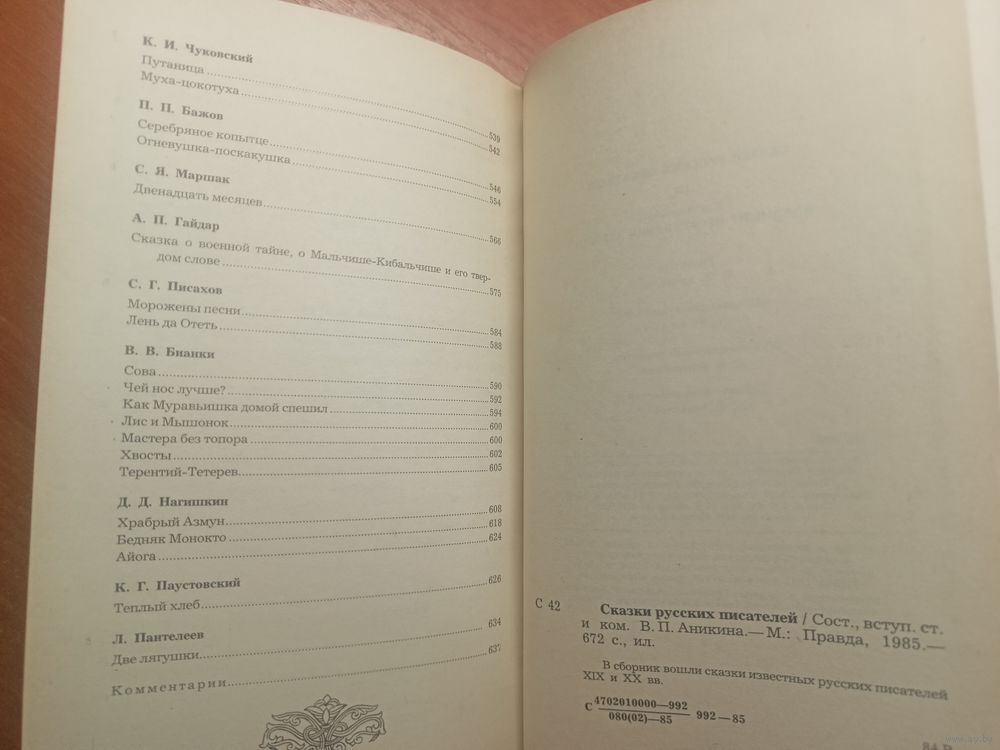 К. И. Чуковский
Путаница 539
Муха-цокотуха 542
П. П. Бажов
Серебряное копытце 546
Огневушка-поскакушка 554
С. Я. Маршак
Двенадцать месяцев 566
А. П. Гайдар
Сказка о военной тайне, о Мальчише-Кибальчише и его твер-
дом слове 575
С. Г. Писахов
Морожены песни 584
Лень да Отеть 588
В. В. Бианки
Сова 590
Чей нос лучше? 592
Как Муравьишка домой спешил 594
Лис и Мышонок 600
Мастера без топора 600
Хвосты 602
Терентий-Тетерев 605
Д. Д. Нагишкин
Храбрый Азмун 608
Бедняк Монокто 618
Айога 624
К. Г. Паустовский
Теплый хлеб 626
Л. Пантелеев
Две лягушки 634
Комментарии 637
С 42 Сказки русских писателей / Сост., вступ. ст.
и ком. В. П. Аникина.— М.: Правда, 1985.—
672 с., ил.
В сборник вошли сказки известных русских писателей
XIX и XX вв.
С 4702010000—992
080(02)—85 992—85